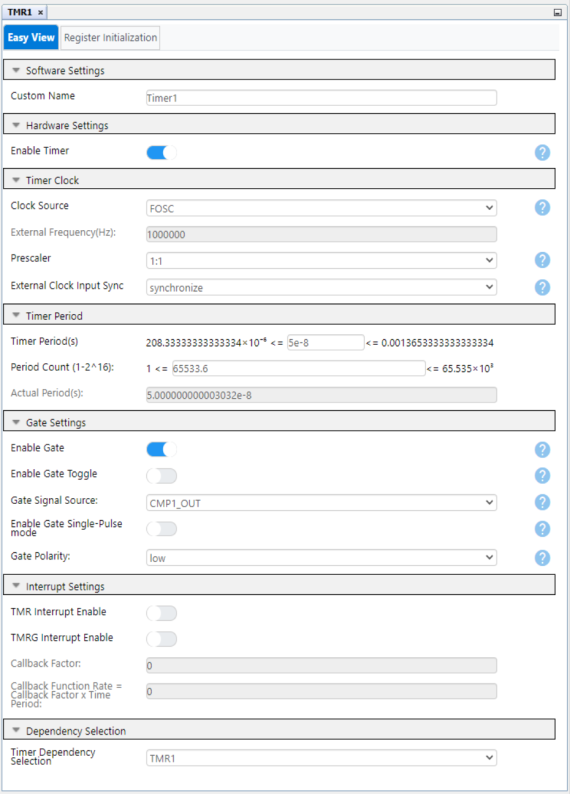 TMR1 ×
Easy View Register Initialization
Software Settings
Custom Name Timer1
Hardware Settings
Enable Timer ?
Timer Clock
Clock Source FOSC ?
External Frequency(Hz): 1000000
Prescaler 1:1 ?
External Clock Input Sync synchronize ?
Timer Period
Timer Period(s) 208.33333333333334×10⁻⁶ <= 5e-8 <= 0.0013653333333333334
Period Count (1-2^16): 1 <= 65533.6 <= 65.535×10³
Actual Period(s): 5.000000000003032e-8
Gate Settings
Enable Gate ?
Enable Gate Toggle ?
Gate Signal Source: CMP1_OUT ?
Enable Gate Single-Pulse
mode ?
Gate Polarity: low ?
Interrupt Settings
TMR Interrupt Enable
TMRG Interrupt Enable
Callback Factor: 0
Callback Function Rate =
Callback Factor x Time
Period: 0
Dependency Selection
Timer Dependency
Selection TMR1